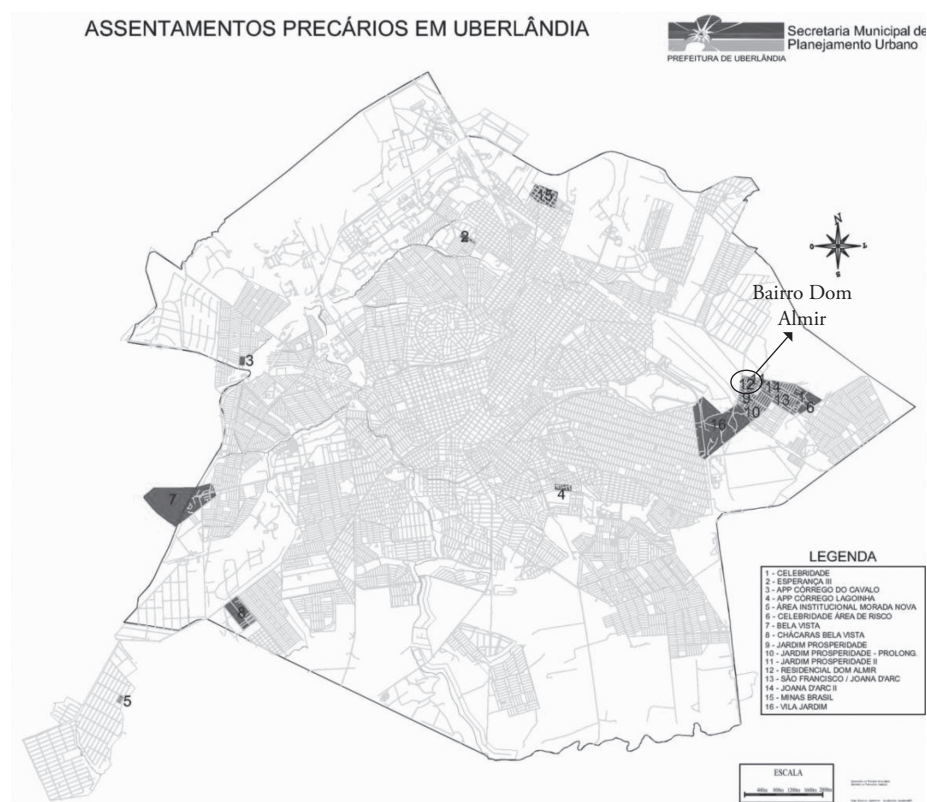 ASSENTAMENTOS PRECÁRIOS EM UBERLÂNDIA
Secretaria Municipal de
Planejamento Urbano
PREFEITURA DE UBERLÂNDIA
15
2
N
O
L
S
Bairro Dom
Almir
3
12
11
14
9
13
1
6
10
16
4
7
8
5
LEGENDA
1 - CELEBRIDADE
2 - ESPERANÇA III
3 - APP CÓRREGO DO CAVALO
4 - APP CÓRREGO LAGOINHA
5 - ÁREA INSTITUCIONAL MORADA NOVA
6 - CELEBRIDADE ÁREA DE RISCO
7 - BELA VISTA
8 - CHÁCARAS BELA VISTA
9 - JARDIM PROSPERIDADE
10 - JARDIM PROSPERIDADE - PROLONG.
11 - JARDIM PROSPERIDADE II
12 - RESIDENCIAL DOM ALMIR
13 - SÃO FRANCISCO / JOANA D'ARC
14 - JOANA D'ARC II
15 - MINAS BRASIL
16 - VILA JARDIM
ESCALA